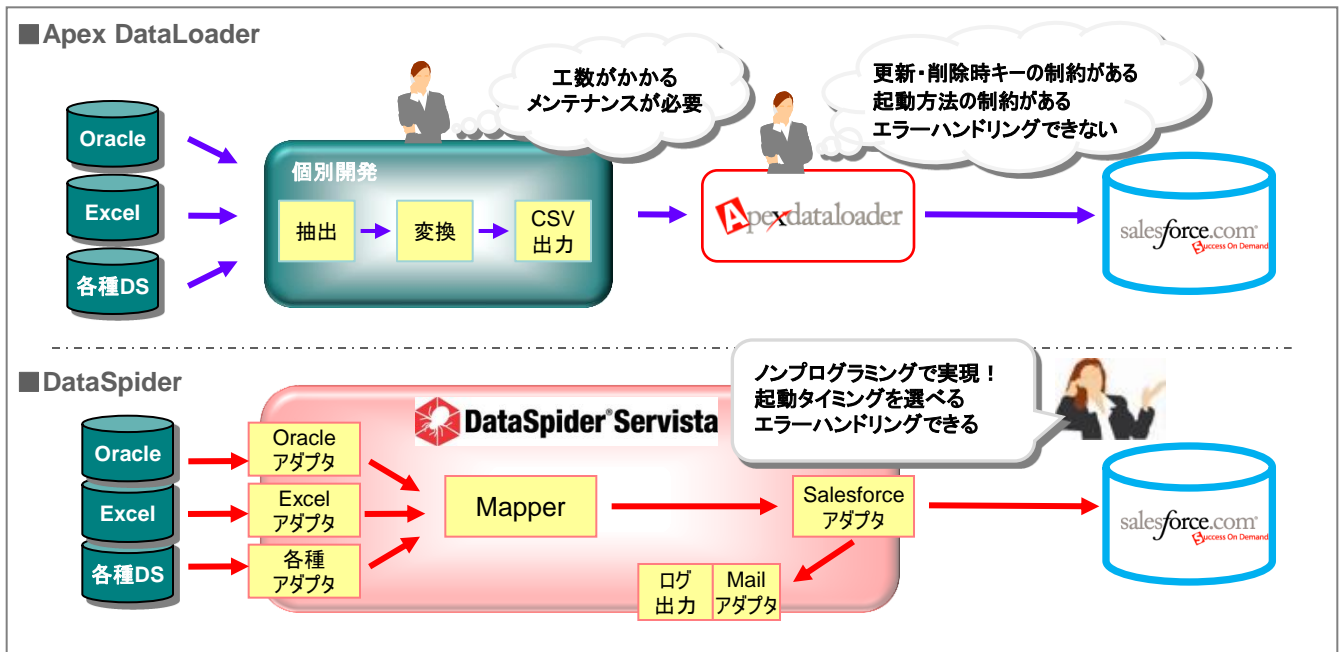 ■Apex DataLoader
工数がかかる
メンテナンスが必要
更新・削除時キーの制約がある
起動方法の制約がある
エラーハンドリングできない
Oracle
Excel
各種DS
個別開発
抽出
変換
CSV
出力
Apexdataloader
salesforce.com
Success On Demand
■DataSpider
ノンプログラミングで実現！
起動タイミングを選べる
エラーハンドリングできる
DataSpider® Servista
Oracle
Excel
各種DS
Oracle
アダプタ
Excel
アダプタ
各種
アダプタ
Mapper
Salesforce
アダプタ
ログ
出力
Mail
アダプタ
salesforce.com
Success On Demand